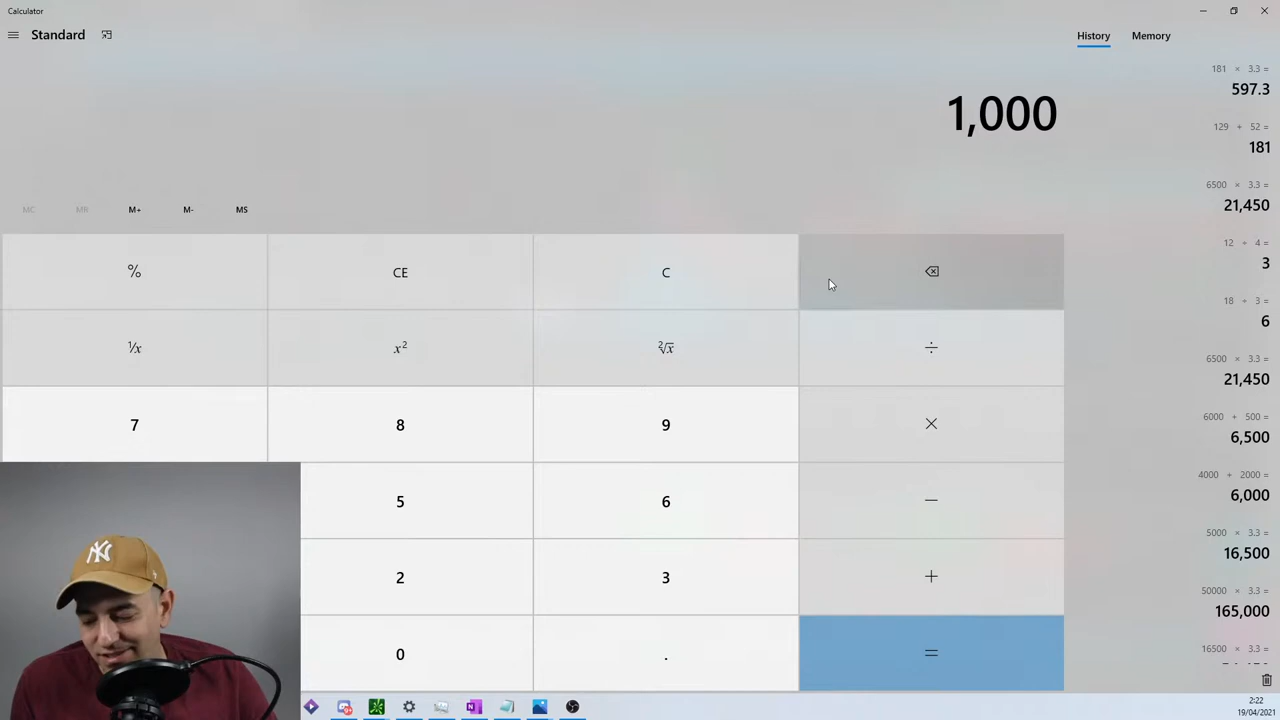 Calculator
Standard
History
Memory
1,000
MC MR M+ M- MS
% CE C
¹⁄x x² ²√x ÷
7 8 9 ×
5 6 −
2 3 +
0 . =
181 × 3.3 =
597.3
129 + 52 =
181
6500 × 3.3 =
21,450
12 ÷ 4 =
3
18 ÷ 3 =
6
6500 × 3.3 =
21,450
6000 + 500 =
6,500
4000 + 2000 =
6,000
5000 × 3.3 =
16,500
50000 × 3.3 =
165,000
16500 × 3.3 =
NY
N
2:22
19/04/2021